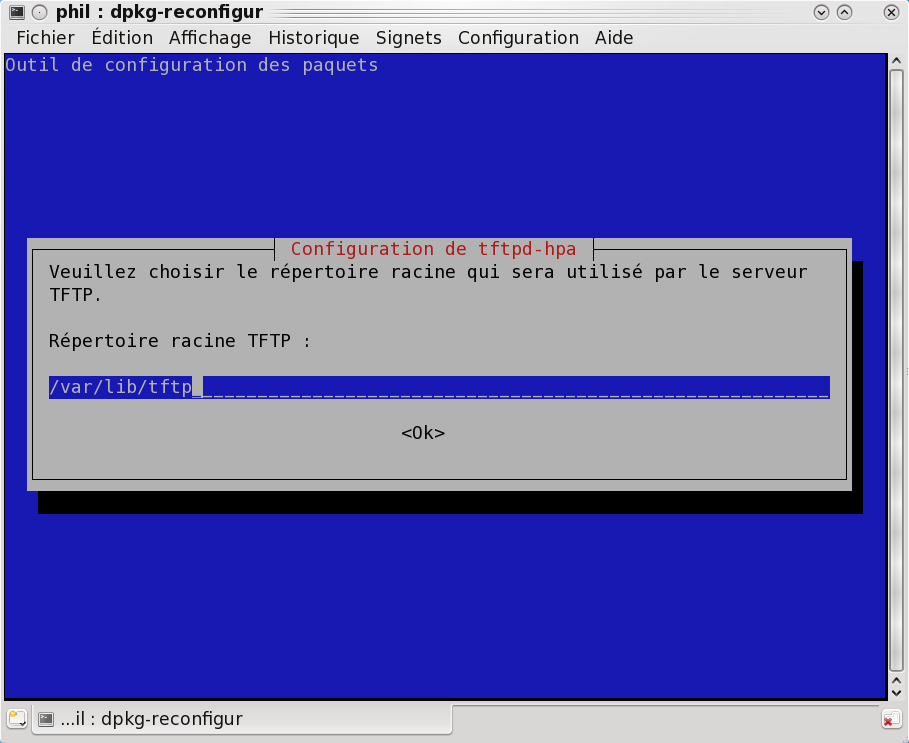 phil : dpkg-reconfigur
Fichier Édition Affichage Historique Signets Configuration Aide
Outil de configuration des paquets
Configuration de tftpd-hpa
Veuillez choisir le répertoire racine qui sera utilisé par le serveur
TFTP.
Répertoire racine TFTP :
/var/lib/tftp
<Ok>
...il : dpkg-reconfigur